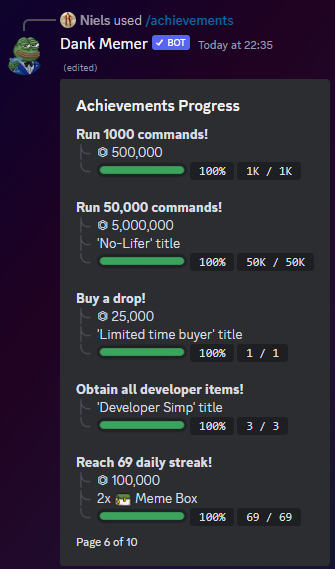 Niels used /achievements
Dank Memer ✓ BOT Today at 22:35
(edited)
Achievements Progress
Run 1000 commands!
⏣ 500,000
100% 1K / 1K
Run 50,000 commands!
⏣ 5,000,000
'No-Lifer' title
100% 50K / 50K
Buy a drop!
⏣ 25,000
'Limited time buyer' title
100% 1 / 1
Obtain all developer items!
'Developer Simp' title
100% 3 / 3
Reach 69 daily streak!
⏣ 100,000
2x Meme Box
100% 69 / 69
Page 6 of 10